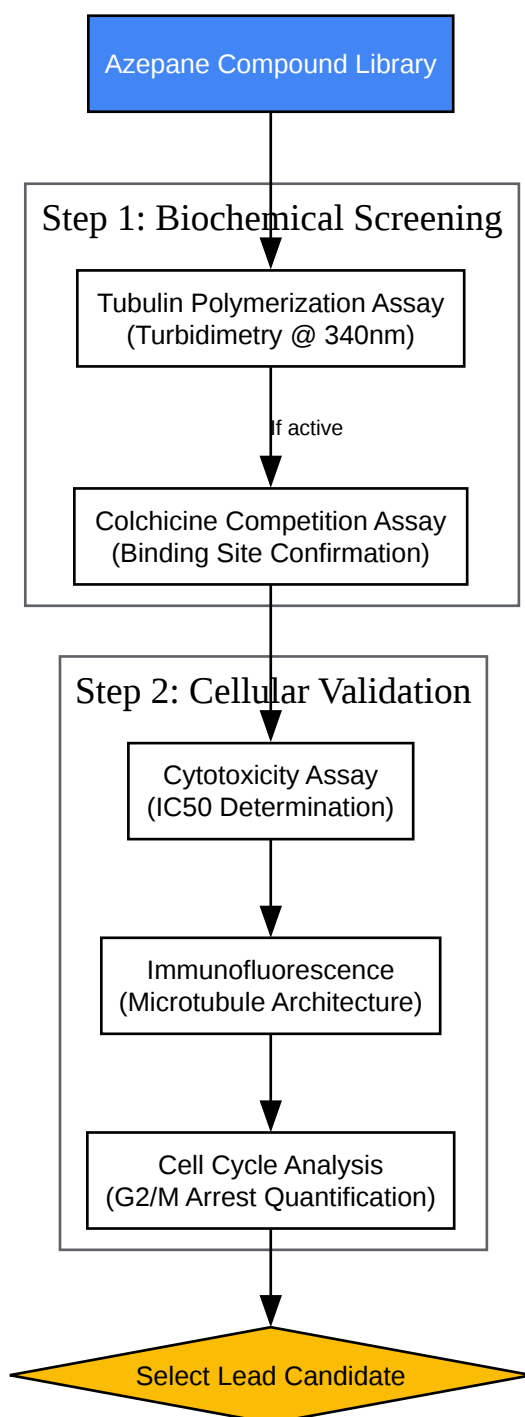 Azepane Compound Library
Step 1: Biochemical Screening
Tubulin Polymerization Assay
(Turbidimetry @ 340nm)
If active
Colchicine Competition Assay
(Binding Site Confirmation)
Step 2: Cellular Validation
Cytotoxicity Assay
(IC50 Determination)
Immunofluorescence
(Microtubule Architecture)
Cell Cycle Analysis
(G2/M Arrest Quantification)
Select Lead Candidate